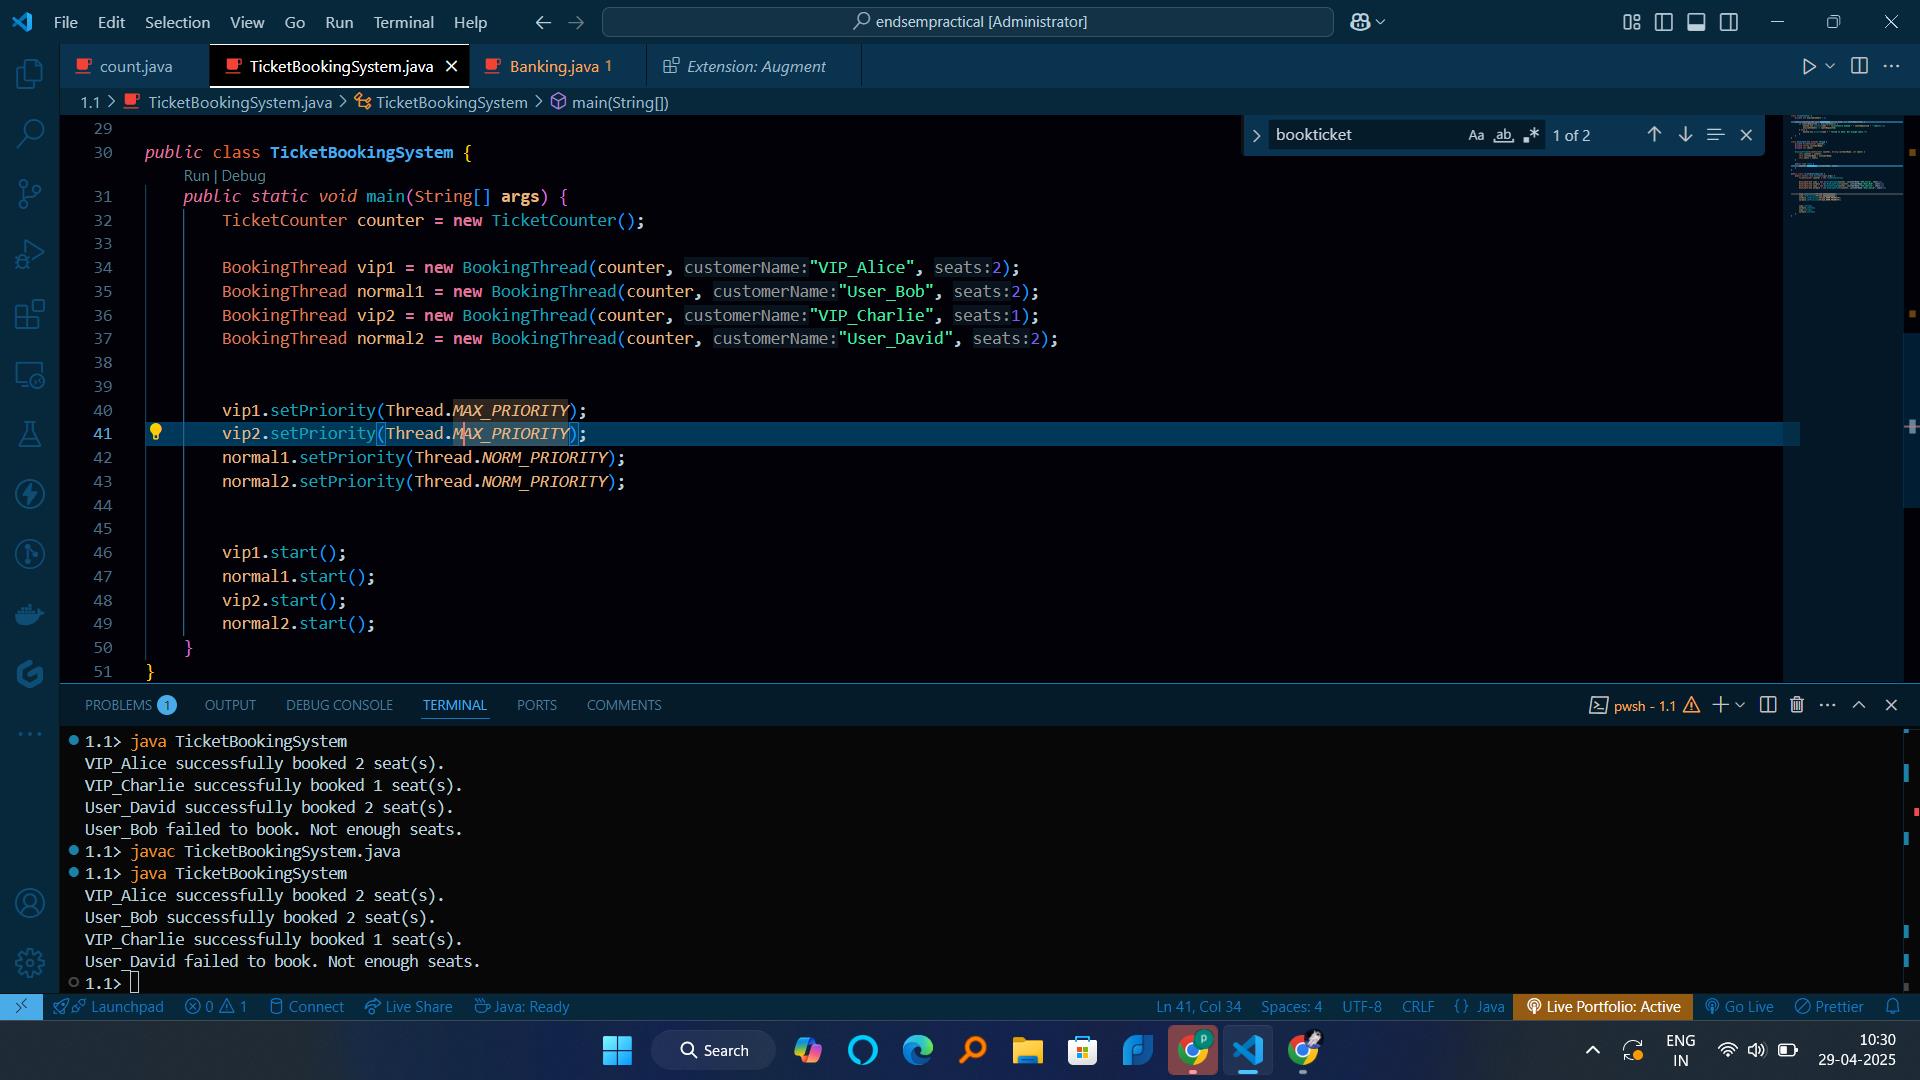 File Edit Selection View Go Run Terminal Help
endsempractical [Administrator]
count.java
TicketBookingSystem.java
Banking.java 1
Extension: Augment
1.1 > TicketBookingSystem.java > TicketBookingSystem > main(String[])
bookticket
Aa ab 1 of 2
29
30 public class TicketBookingSystem {
Run | Debug
31 public static void main(String[] args) {
32 TicketCounter counter = new TicketCounter();
33
34 BookingThread vip1 = new BookingThread(counter, customerName:"VIP_Alice", seats:2);
35 BookingThread normal1 = new BookingThread(counter, customerName:"User_Bob", seats:2);
36 BookingThread vip2 = new BookingThread(counter, customerName:"VIP_Charlie", seats:1);
37 BookingThread normal2 = new BookingThread(counter, customerName:"User_David", seats:2);
38
39
40 vip1.setPriority(Thread.MAX_PRIORITY);
41 vip2.setPriority(Thread.MAX_PRIORITY);
42 normal1.setPriority(Thread.NORM_PRIORITY);
43 normal2.setPriority(Thread.NORM_PRIORITY);
44
45
46 vip1.start();
47 normal1.start();
48 vip2.start();
49 normal2.start();
50 }
51 }
PROBLEMS 1 OUTPUT DEBUG CONSOLE TERMINAL PORTS COMMENTS
pwsh - 1.1
1.1> java TicketBookingSystem
VIP_Alice successfully booked 2 seat(s).
VIP_Charlie successfully booked 1 seat(s).
User_David successfully booked 2 seat(s).
User_Bob failed to book. Not enough seats.
1.1> javac TicketBookingSystem.java
1.1> java TicketBookingSystem
VIP_Alice successfully booked 2 seat(s).
User_Bob successfully booked 2 seat(s).
VIP_Charlie successfully booked 1 seat(s).
User_David failed to book. Not enough seats.
1.1>
Launchpad 0 1 Connect Live Share Java: Ready
Ln 41, Col 34 Spaces: 4 UTF-8 CRLF {} Java Live Portfolio: Active Go Live Prettier
Search
ENG
IN
10:30
29-04-2025